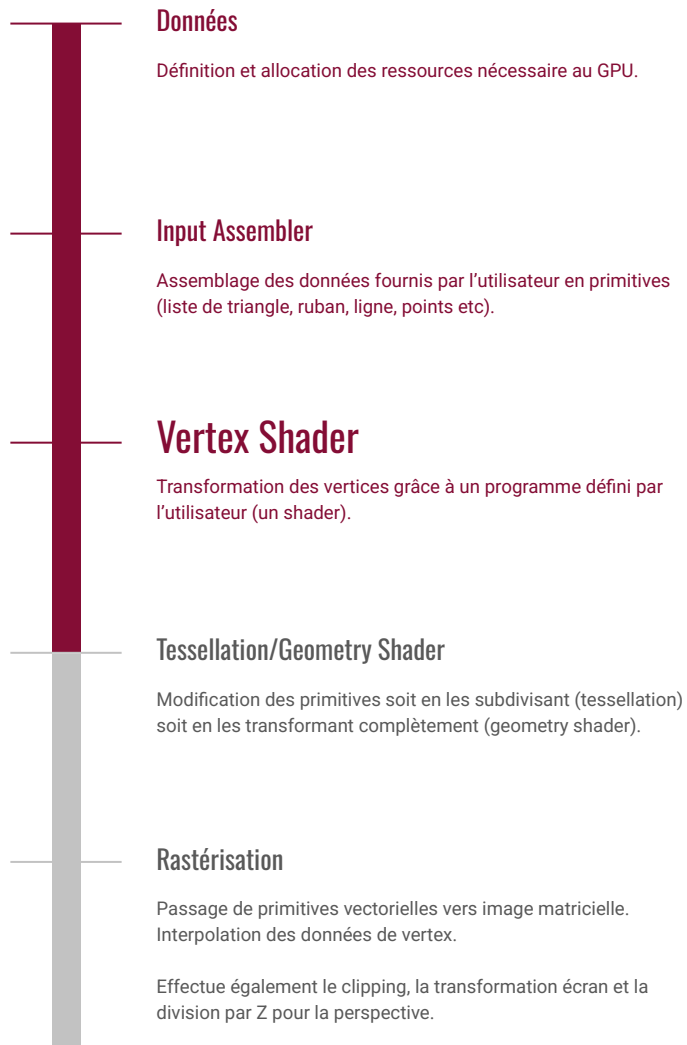 Données
Définition et allocation des ressources nécessaire au GPU.
Input Assembler
Assemblage des données fournis par l’utilisateur en primitives
(liste de triangle, ruban, ligne, points etc).
Vertex Shader
Transformation des vertices grâce à un programme défini par
l’utilisateur (un shader).
Tessellation/Geometry Shader
Modification des primitives soit en les subdivisant (tessellation)
soit en les transformant complètement (geometry shader).
Rastérisation
Passage de primitives vectorielles vers image matricielle.
Interpolation des données de vertex.
Effectue également le clipping, la transformation écran et la
division par Z pour la perspective.